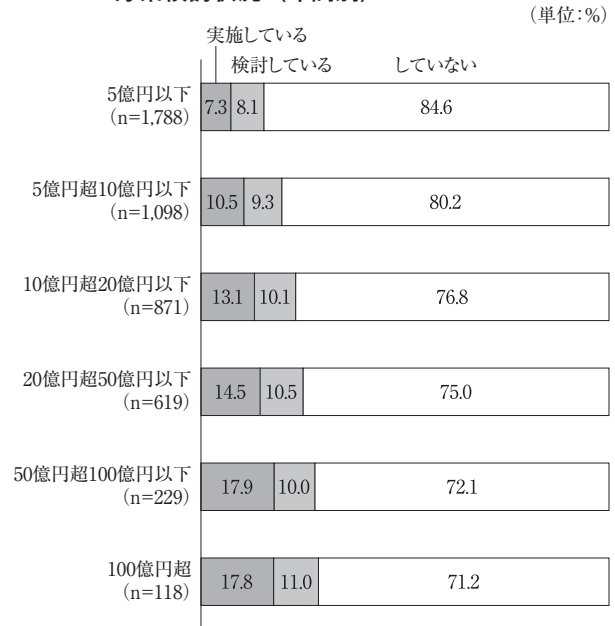 (単位:%)
実施している
検討している
していない
5億円以下
(n=1,788)
7.3 8.1 84.6
5億円超10億円以下
(n=1,098)
10.5 9.3 80.2
10億円超20億円以下
(n=871)
13.1 10.1 76.8
20億円超50億円以下
(n=619)
14.5 10.5 75.0
50億円超100億円以下
(n=229)
17.9 10.0 72.1
100億円超
(n=118)
17.8 11.0 71.2